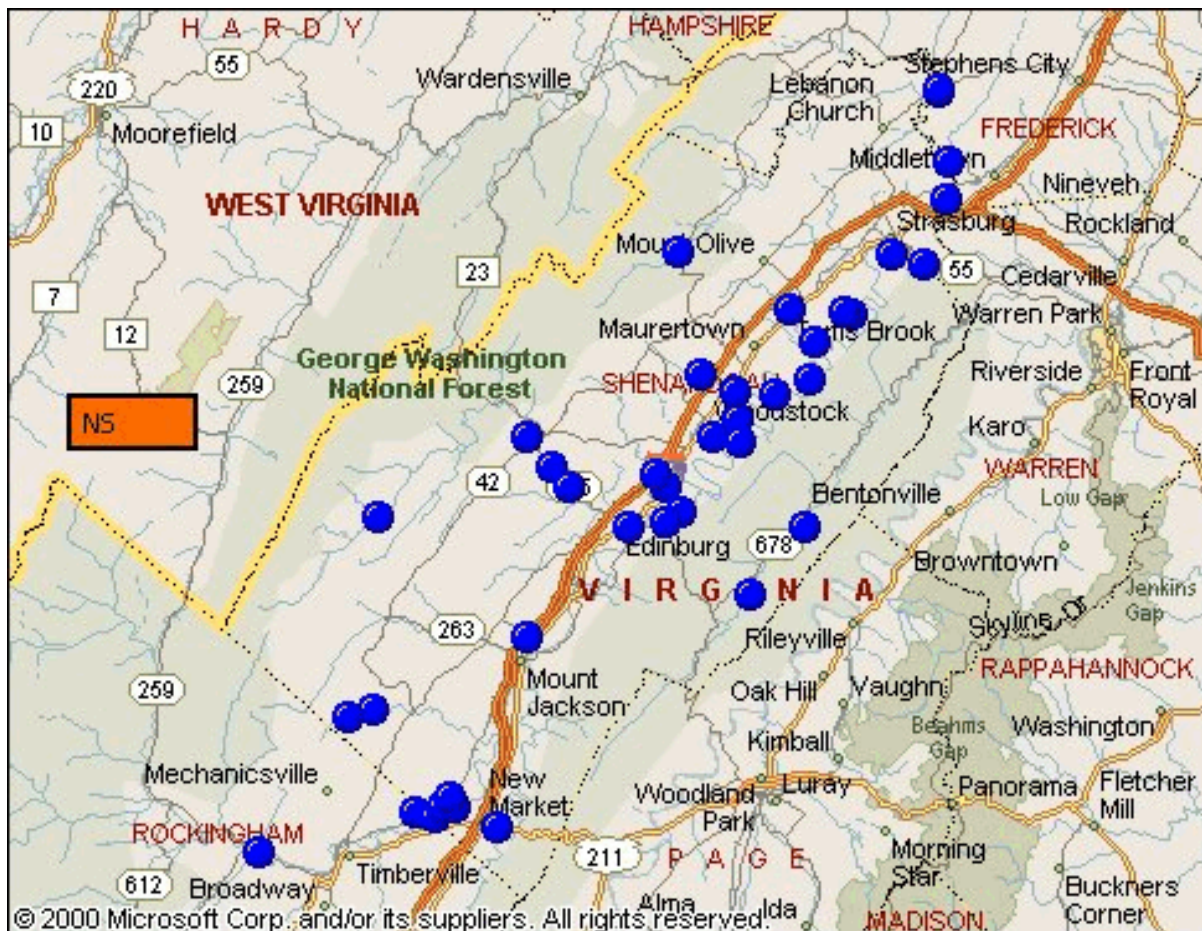 HARDY
HAMPSHIRE
55
Wardensville
Stephens City
Lebanon
Church
220
10
Moorefield
FREDERICK
Middletown
Nineveh
WEST VIRGINIA
Strasburg
Rockland
Mount Olive
23
55
Cedarville
7
12
Maurertown
Toms Brook
Warren Park
George Washington
National Forest
259
SHENANDOAH
Riverside
Front
Royal
NS
Woodstock
Karo
42
WARREN
Bentonville
Low Gap
Edinburg
678
Browntown
VIRGINIA
Jenkins
Gap
Skyline Dr
263
Rileyville
RAPPAHANNOCK
259
Mount
Jackson
Oak Hill
Vaughn
Washington
Beahms
Gap
Kimball
Mechanicsville
New
Market
Woodland
Park
Luray
Panorama
Fletcher
Mill
ROCKINGHAM
Timberville
211
PAGE
Morning
Star
612
Broadway
Buckners
Corner
Alma
Ida
MADISON
© 2000 Microsoft Corp. and/or its suppliers. All rights reserved.